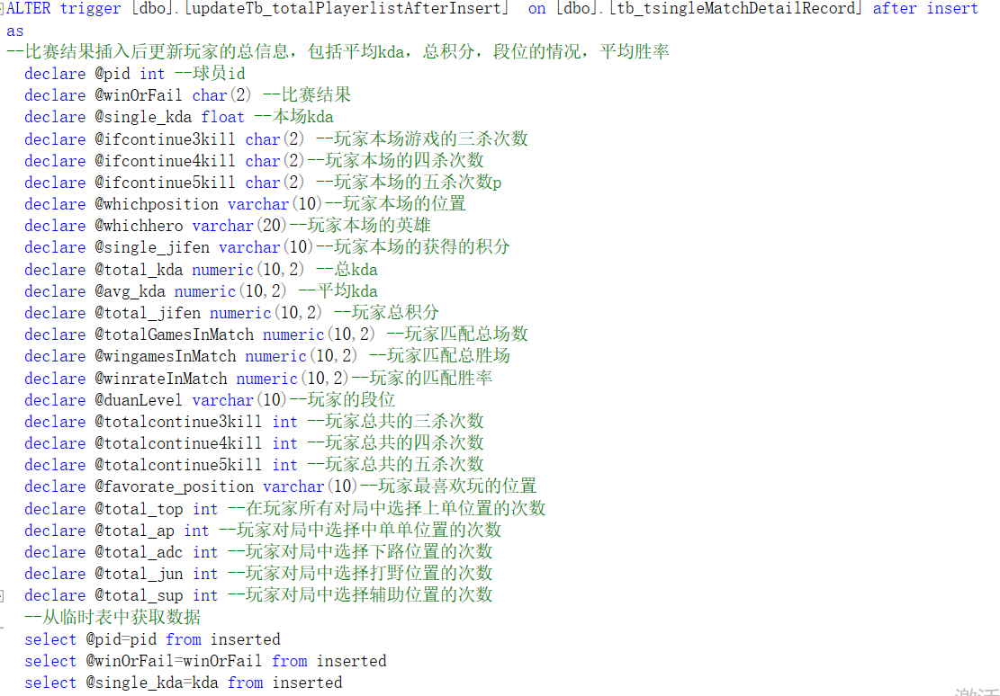 ALTER trigger [dbo].[updateTb_totalPlayerlistAfterInsert]  on [dbo].[tb_tsingleMatchDetailRecord] after insert
as
--比赛结果插入后更新玩家的总信息，包括平均kda，总积分，段位的情况，平均胜率
declare @pid int --球员id
declare @winOrFail char(2) --比赛结果
declare @single_kda float --本场kda
declare @ifcontinue3kill char(2) --玩家本场游戏的三杀次数
declare @ifcontinue4kill char(2)--玩家本场的四杀次数
declare @ifcontinue5kill char(2) --玩家本场的五杀次数p
declare @whichposition varchar(10)--玩家本场的位置
declare @whichhero varchar(20)--玩家本场的英雄
declare @single_jifen varchar(10)--玩家本场的获得的积分
declare @total_kda numeric(10,2) --总kda
declare @avg_kda numeric(10,2) --平均kda
declare @total_jifen numeric(10,2) --玩家总积分
declare @totalGamesInMatch numeric(10,2) --玩家匹配总场数
declare @wingamesInMatch numeric(10,2) --玩家匹配总胜场
declare @winrateInMatch numeric(10,2)--玩家的匹配胜率
declare @duanLevel varchar(10)--玩家的段位
declare @totalcontinue3kill int --玩家总共的三杀次数
declare @totalcontinue4kill int --玩家总共的四杀次数
declare @totalcontinue5kill int --玩家总共的五杀次数
declare @favorate_position varchar(10)--玩家最喜欢玩的位置
declare @total_top int --在玩家所有对局中选择上单位置的次数
declare @total_ap int --玩家对局中选择中单单位置的次数
declare @total_adc int --玩家对局中选择下路位置的次数
declare @total_jun int --玩家对局中选择打野位置的次数
declare @total_sup int --玩家对局中选择辅助位置的次数
--从临时表中获取数据
select @pid=pid from inserted
select @winOrFail=winOrFail from inserted
select @single_kda=kda from inserted